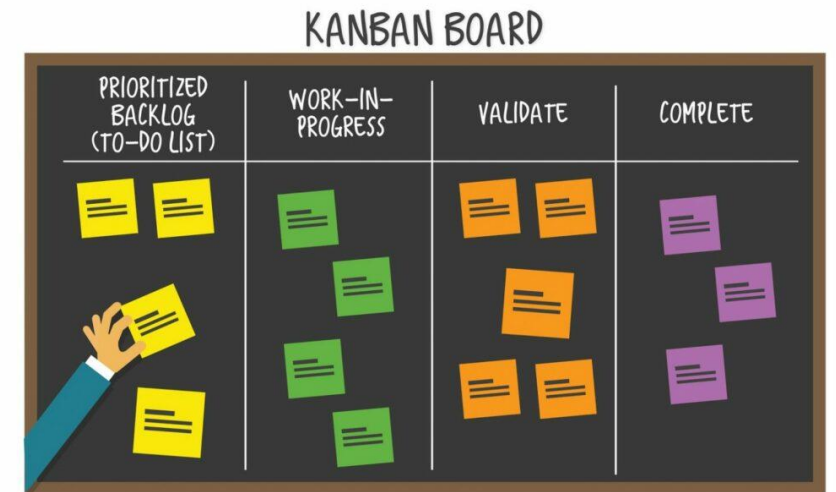 KANBAN BOARD
PRIORITIZED
BACKLOG
(TO-DO LIST)
WORK-IN-
PROGRESS
VALIDATE
COMPLETE